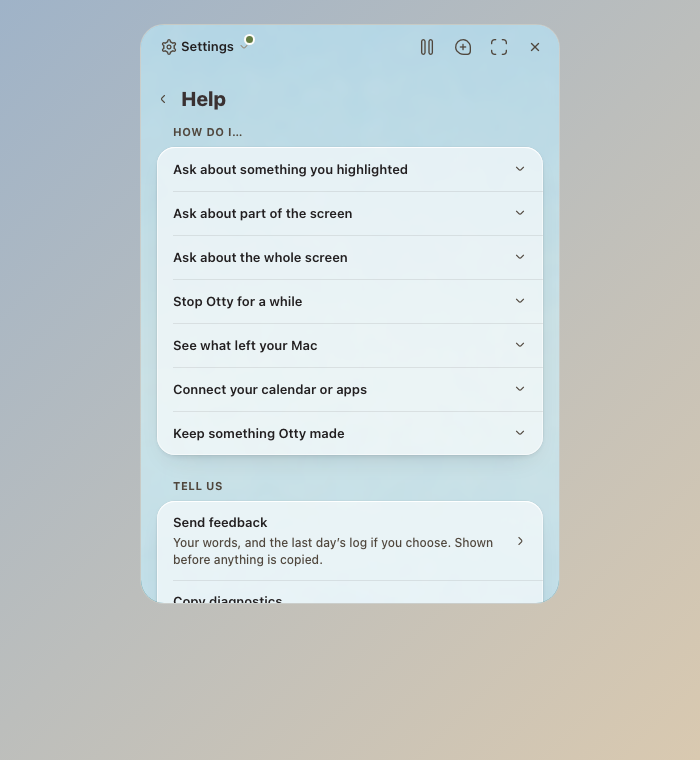 Settings
Help
HOW DO I...
Ask about something you highlighted
Ask about part of the screen
Ask about the whole screen
Stop Otty for a while
See what left your Mac
Connect your calendar or apps
Keep something Otty made
TELL US
Send feedback
Your words, and the last day's log if you choose. Shown
before anything is copied.
Copy diagnostics